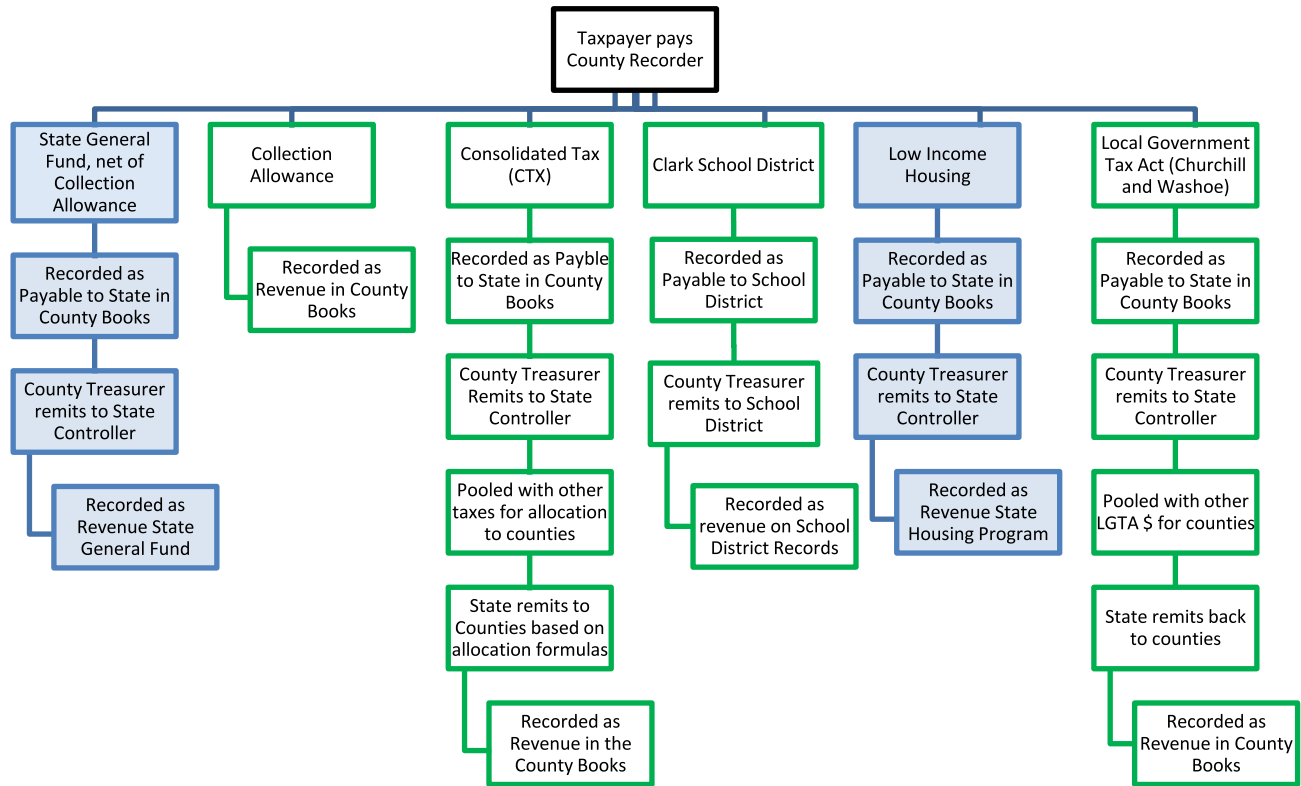 Taxpayer pays
County Recorder
State General
Fund, net of
Collection
Allowance
Recorded as
Payable to State in
County Books
County Treasurer
remits to State
Controller
Recorded as
Revenue State
General Fund
Collection
Allowance
Recorded as
Revenue in County
Books
Consolidated Tax
(CTX)
Recorded as Payble
to State in County
Books
County Treasurer
Remits to State
Controller
Pooled with other
taxes for allocation
to counties
State remits to
Counties based on
allocation formulas
Recorded as
Revenue in the
County Books
Clark School District
Recorded as
Payable to School
District
County Treasurer
remits to School
District
Recorded as
revenue on School
District Records
Low Income
Housing
Recorded as
Payable to State in
County Books
County Treasurer
remits to State
Controller
Recorded as
Revenue State
Housing Program
Local Government
Tax Act (Churchill
and Washoe)
Recorded as
Payable to State in
County Books
County Treasurer
remits to State
Controller
Pooled with other
LGTA $ for counties
State remits back
to counties
Recorded as
Revenue in County
Books